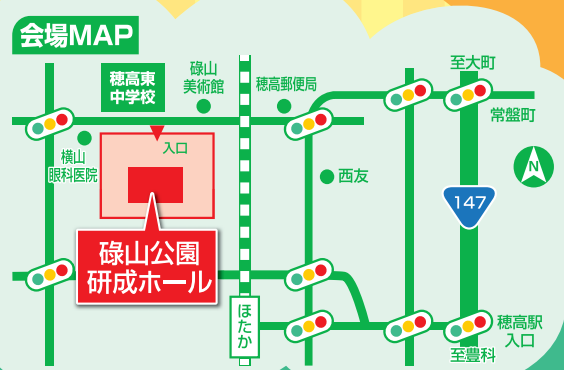 会場MAP
至大町
穂高東
中学校
碌山
美術館
穂高郵便局
常盤町
入口
横山
眼科医院
西友
N
147
碌山公園
研成ホール
ほたか
穂高駅
入口
至豊科